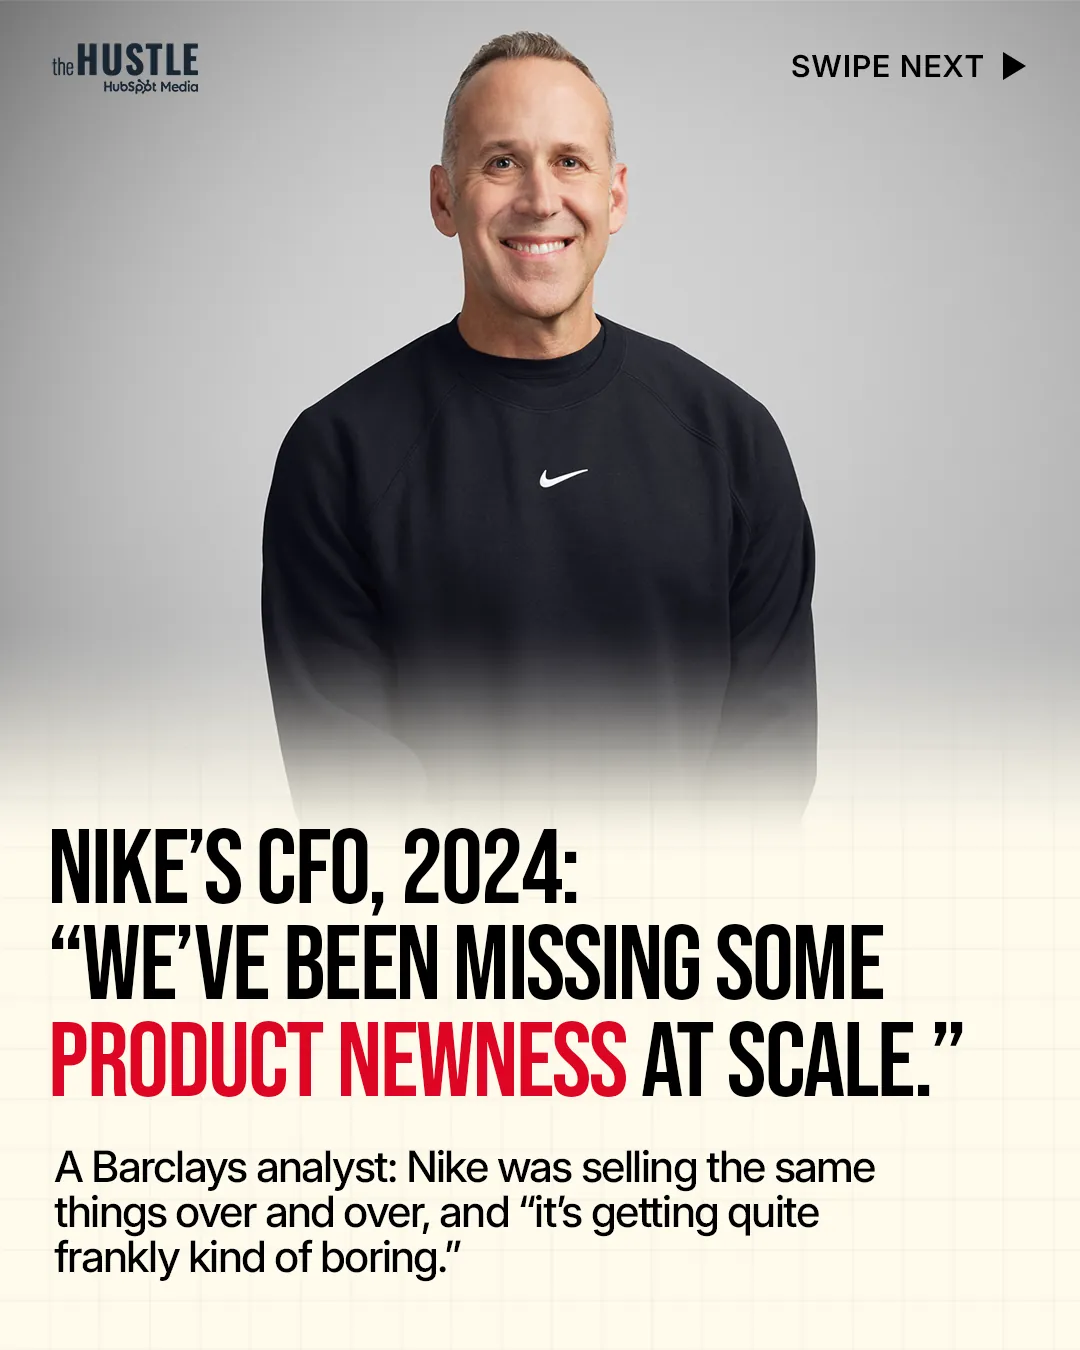 the HUSTLE
HubSpot Media
SWIPE NEXT ▶
NIKE’S CFO, 2024:
“WE’VE BEEN MISSING SOME
PRODUCT NEWNESS AT SCALE.”
A Barclays analyst: Nike was selling the same
things over and over, and “it’s getting quite
frankly kind of boring.”